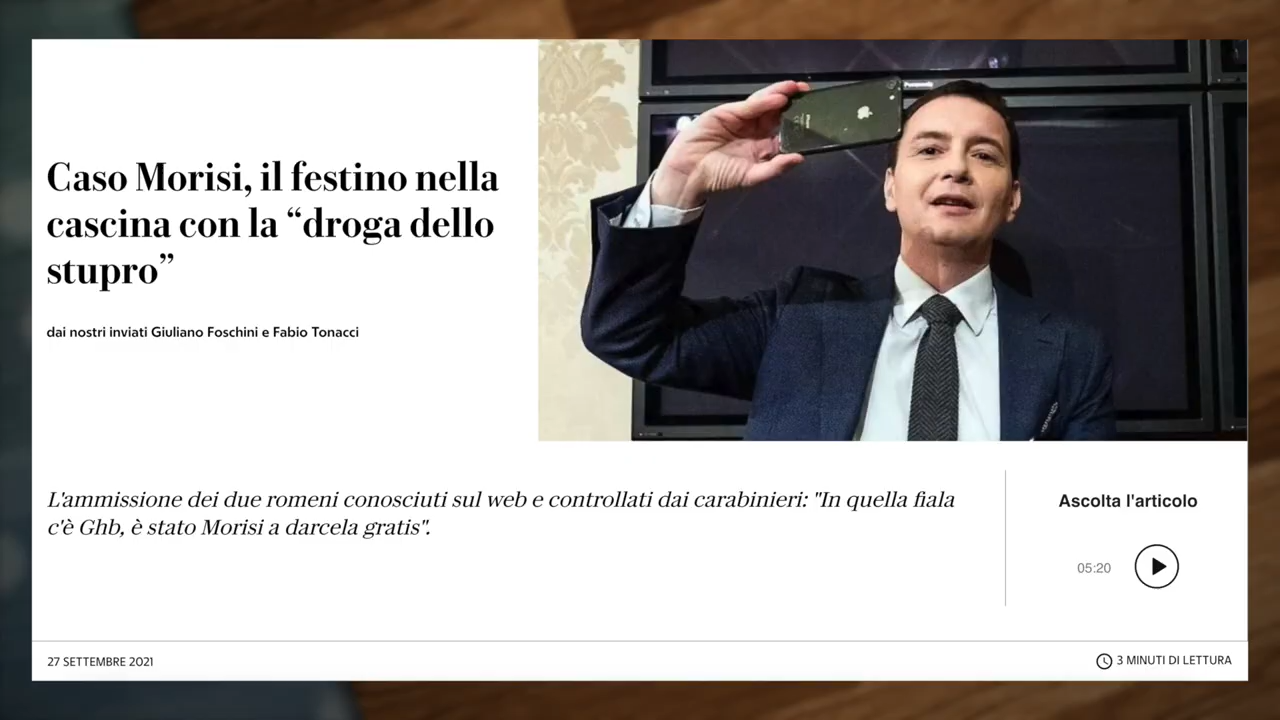 Caso Morisi, il festino nella
cascina con la “droga dello
stupro”
dai nostri inviati Giuliano Foschini e Fabio Tonacci
L'ammissione dei due romeni conosciuti sul web e controllati dai carabinieri: "In quella fiala
c'è Ghb, è stato Morisi a darcela gratis".
Ascolta l'articolo
05:20
27 SETTEMBRE 2021
3 MINUTI DI LETTURA